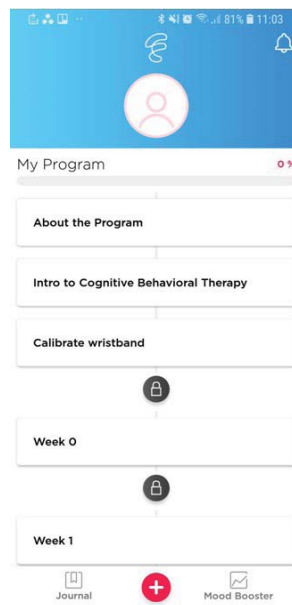 81% 11:03
My Program
0 %
About the Program
Intro to Cognitive Behavioral Therapy
Calibrate wristband
Week 0
Week 1
Journal
Mood Booster